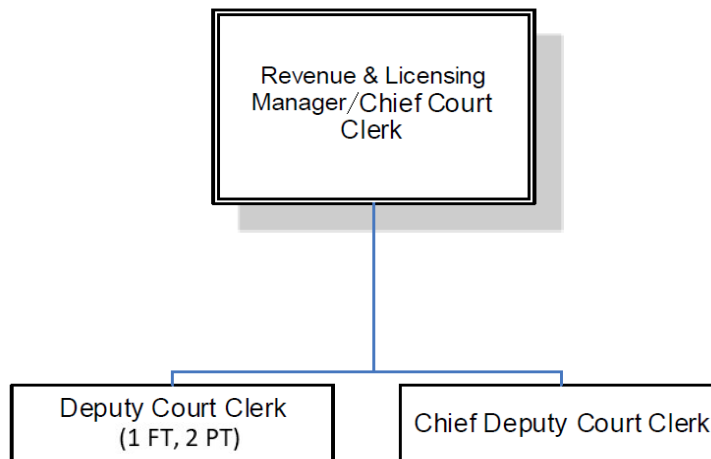 Revenue & Licensing
Manager/Chief Court
Clerk
Deputy Court Clerk
(1 FT, 2 PT)
Chief Deputy Court Clerk